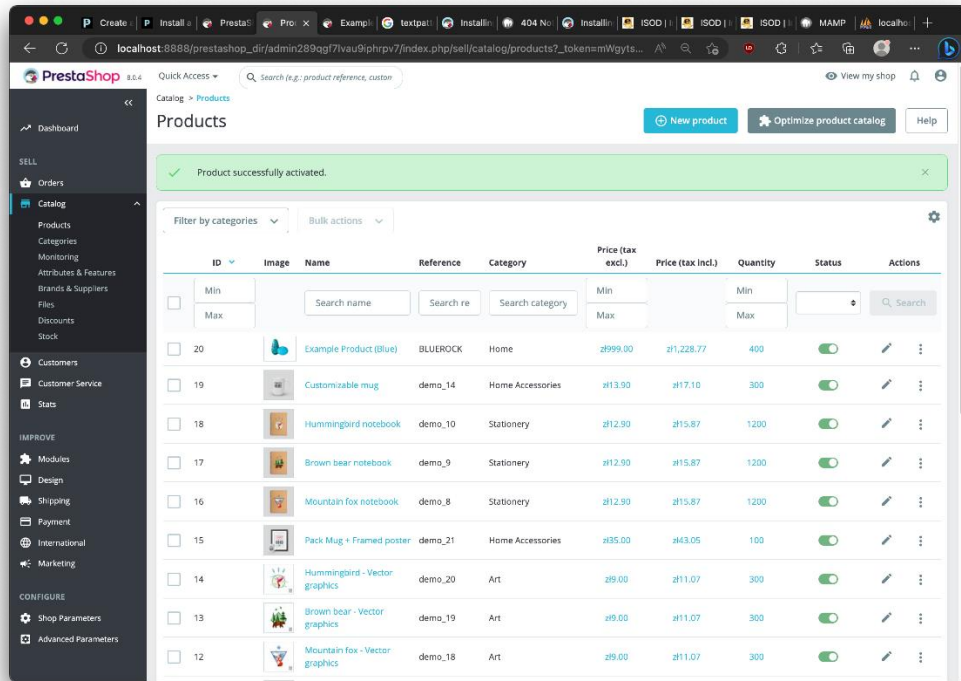 Create
Install a
PrestaS
Pro
Example
textpatt
Installin
404 No
Installin
ISOD |
ISOD |
ISOD |
MAMP
localho
localhost:8888/prestashop_dir/admin289qgf7lvau9iphrpv7/index.php/sell/catalog/products?_token=mWgyts...
PrestaShop 8.0.4
Quick Access
Search (e.g.: product reference, custom
View my shop
Catalog > Products
Products
New product
Optimize product catalog
Help
Dashboard
SELL
Orders
Catalog
Products
Categories
Monitoring
Attributes & Features
Brands & Suppliers
Files
Discounts
Stock
Customers
Customer Service
Stats
IMPROVE
Modules
Design
Shipping
Payment
International
Marketing
CONFIGURE
Shop Parameters
Advanced Parameters
Product successfully activated.
Filter by categories
Bulk actions
ID Image Name Reference Category Price (tax excl.) Price (tax incl.) Quantity Status Actions
Min Search name Search re Search category Min Min Search
Max Max Max
20 Example Product (Blue) BLUEROCK Home zł999.00 zł1,228.77 400
19 Customizable mug demo_14 Home Accessories zł13.90 zł17.10 300
18 Hummingbird notebook demo_10 Stationery zł12.90 zł15.87 1200
17 Brown bear notebook demo_9 Stationery zł12.90 zł15.87 1200
16 Mountain fox notebook demo_8 Stationery zł12.90 zł15.87 1200
15 Pack Mug + Framed poster demo_21 Home Accessories zł35.00 zł43.05 100
14 Hummingbird - Vector graphics demo_20 Art zł9.00 zł11.07 300
13 Brown bear - Vector graphics demo_19 Art zł9.00 zł11.07 300
12 Mountain fox - Vector graphics demo_18 Art zł9.00 zł11.07 300